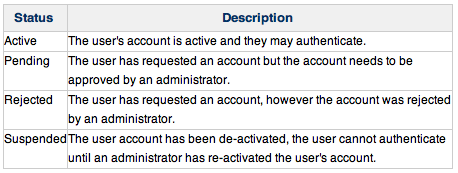 Status Description
Active The user's account is active and they may authenticate.
Pending The user has requested an account but the account needs to be
approved by an administrator.
Rejected The user has requested an account, however the account was rejected
by an administrator.
Suspended The user account has been de-activated, the user cannot authenticate
until an administrator has re-activated the user's account.